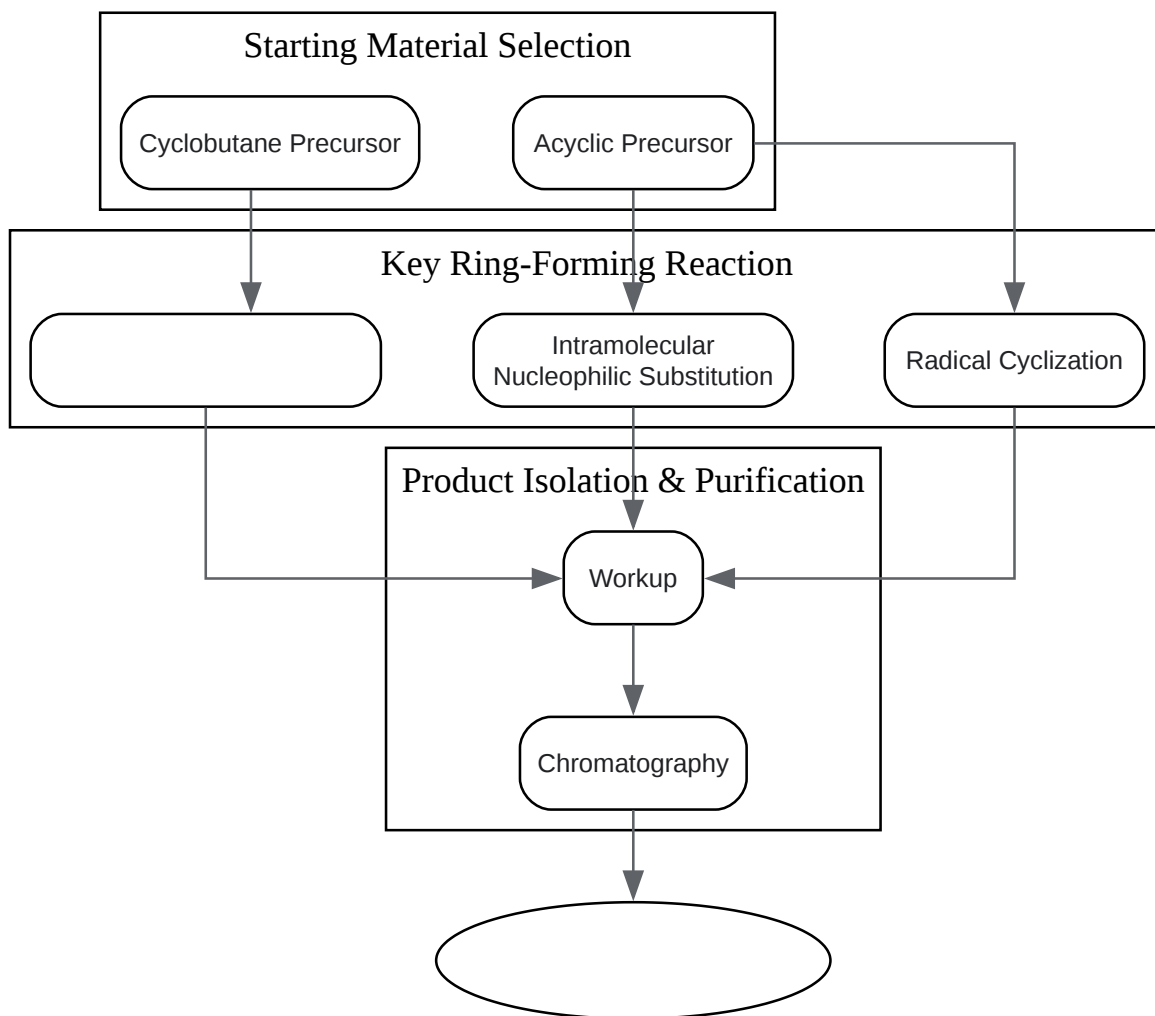 Starting Material Selection
Cyclobutane Precursor
Acyclic Precursor
Key Ring-Forming Reaction
Intramolecular
Nucleophilic Substitution
Radical Cyclization
Product Isolation & Purification
Workup
Chromatography